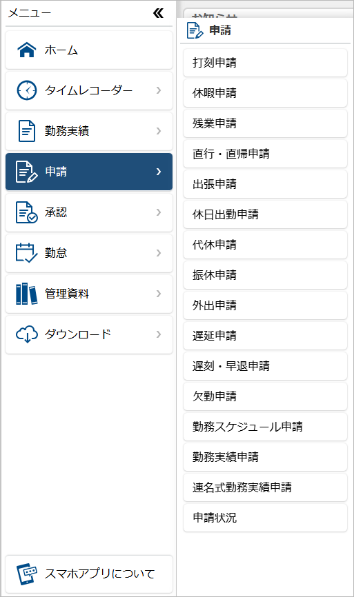 メニュー
ホーム
タイムレコーダー
勤務実績
申請
承認
勤怠
管理資料
ダウンロード
スマホアプリについて
お知らせ
申請
打刻申請
休暇申請
残業申請
直行・直帰申請
出張申請
休日出勤申請
代休申請
振休申請
外出申請
遅延申請
遅刻・早退申請
欠勤申請
勤務スケジュール申請
勤務実績申請
連名式勤務実績申請
申請状況